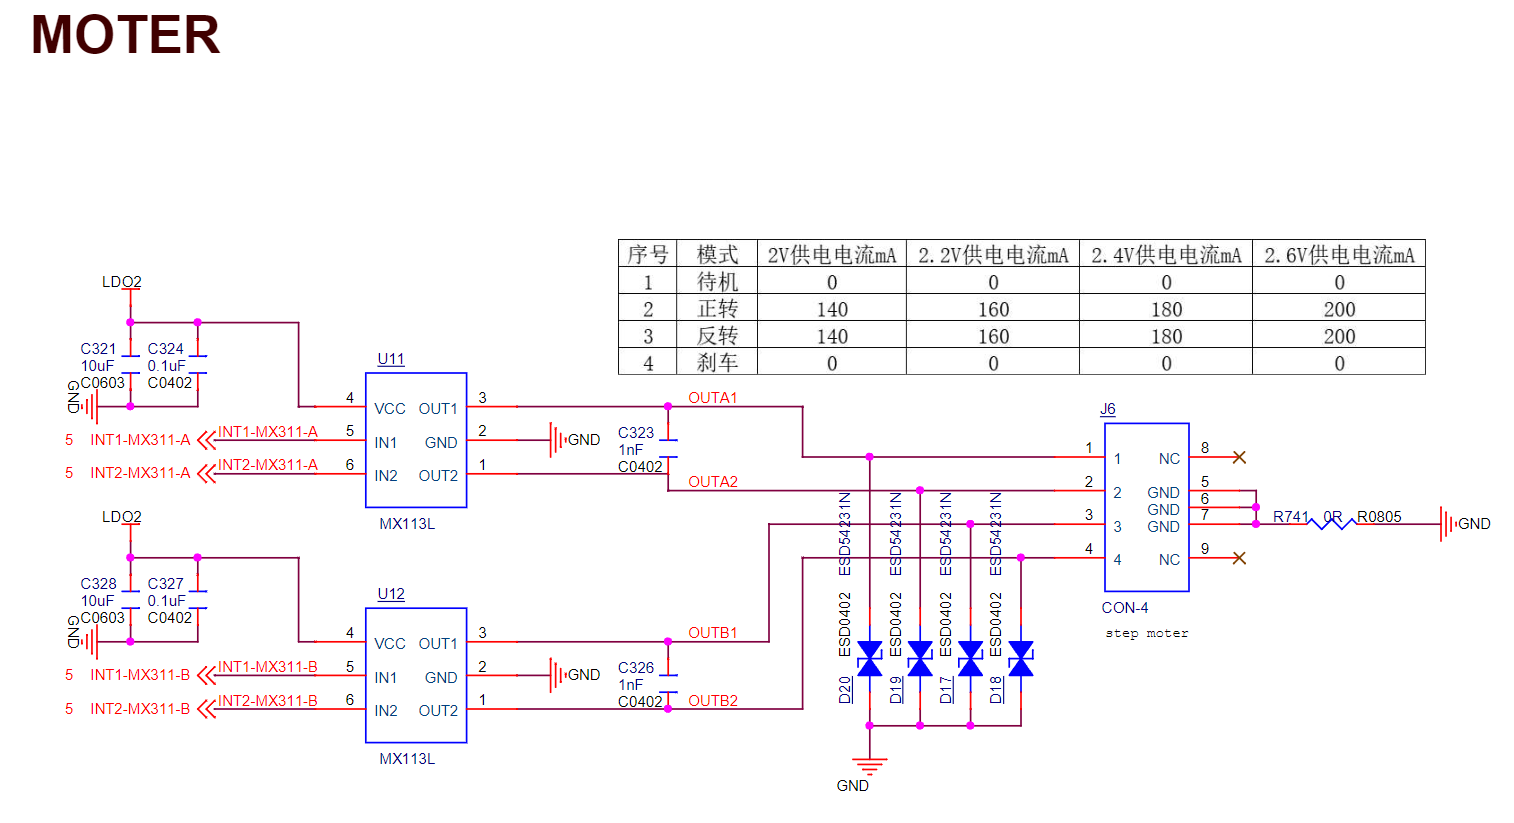 MOTER
序号 模式 2V供电电流mA 2.2V供电电流mA 2.4V供电电流mA 2.6V供电电流mA
1 待机 0 0 0 0
2 正转 140 160 180 200
3 反转 140 160 180 200
4 刹车 0 0 0 0
LDO2
C321 C324
10uF 0.1uF
C0603 C0402
GND
U11
4 VCC OUT1 3
5 IN1 GND 2
6 IN2 OUT2 1
MX113L
5 INT1-MX311-A INT1-MX311-A
5 INT2-MX311-A INT2-MX311-A
GND
C323
1nF
C0402
OUTA1
OUTA2
LDO2
C328 C327
10uF 0.1uF
C0603 C0402
GND
U12
4 VCC OUT1 3
5 IN1 GND 2
6 IN2 OUT2 1
MX113L
5 INT1-MX311-B INT1-MX311-B
5 INT2-MX311-B INT2-MX311-B
GND
C326
1nF
C0402
OUTB1
OUTB2
D20 ESD0402 ESD54231N
D19 ESD0402 ESD54231N
D17 ESD0402 ESD54231N
D18 ESD0402 ESD54231N
GND
J6
1 1 NC 8
2 2 GND 5
GND 6
3 3 GND 7
4 4 NC 9
CON-4
step moter
R741 0R R0805
GND